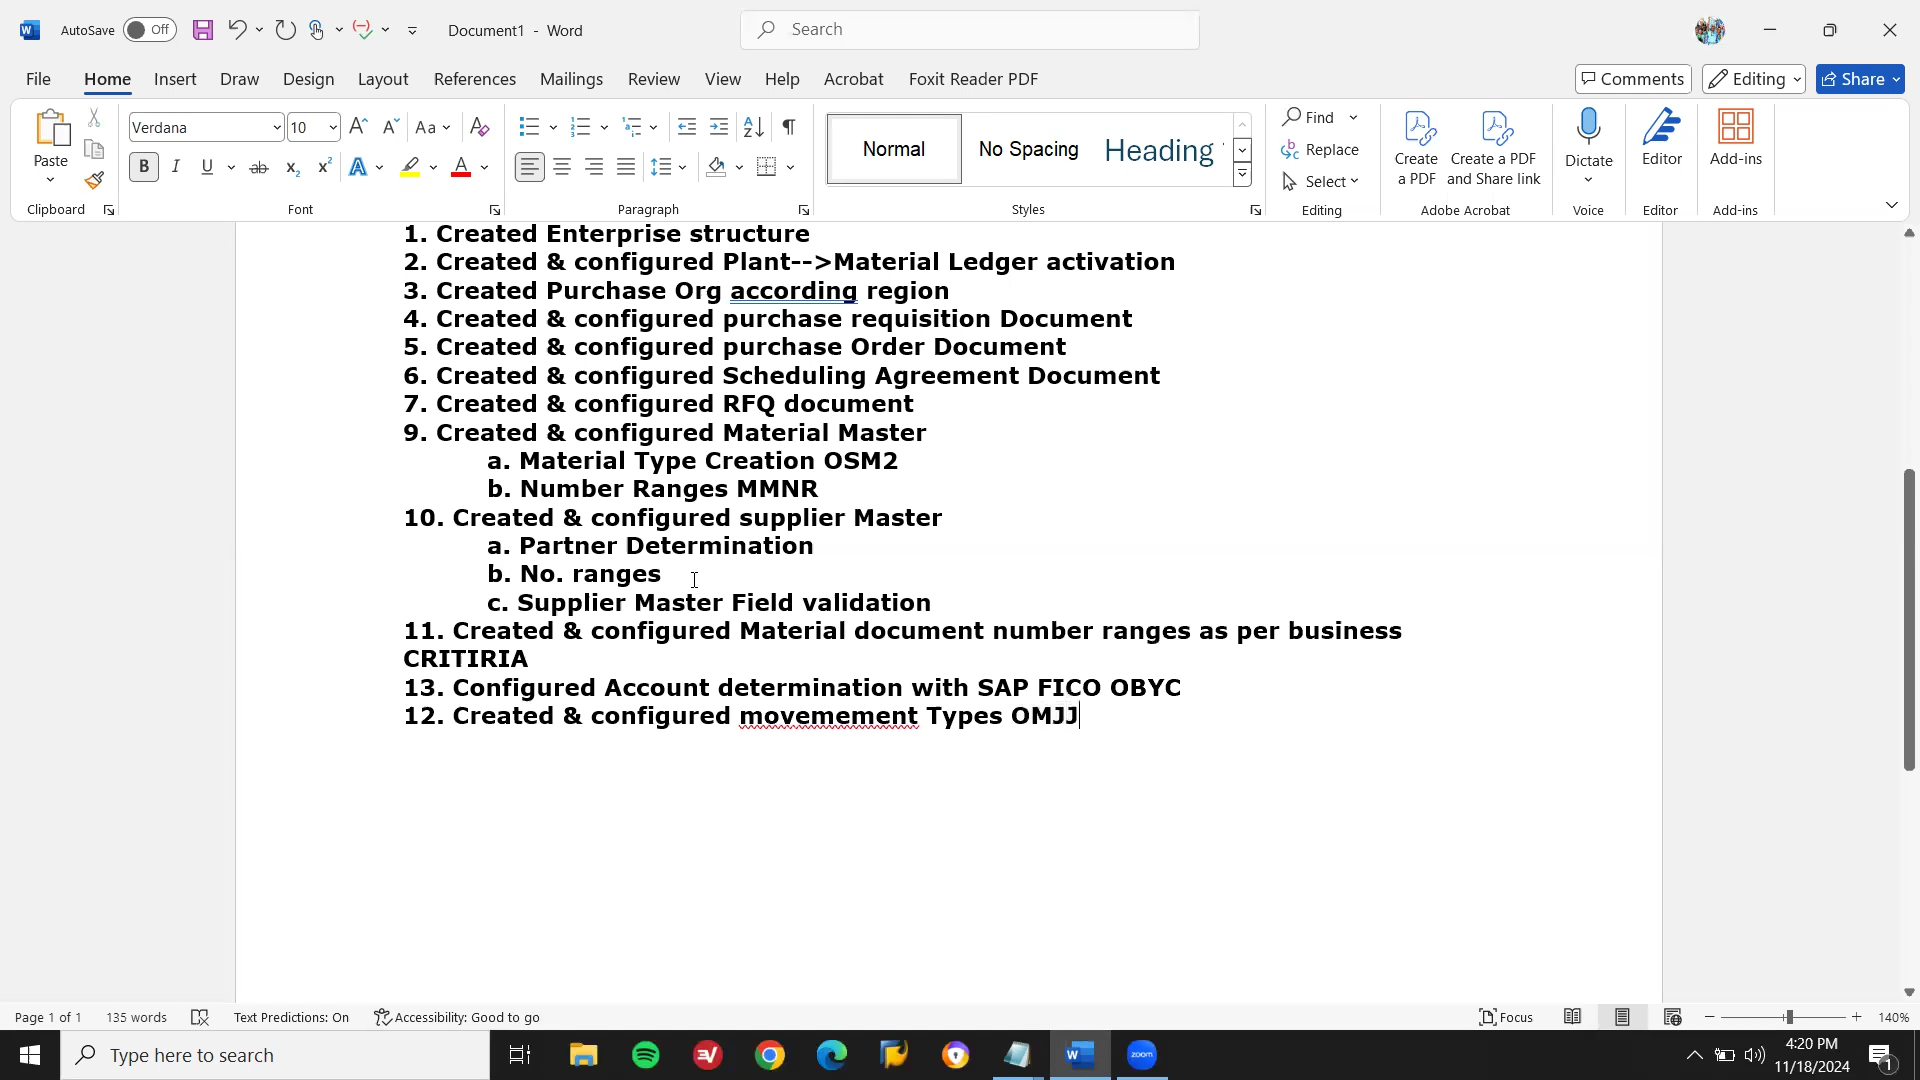 AutoSave Off Document1 - Word Search
File Home Insert Draw Design Layout References Mailings Review View Help Acrobat Foxit Reader PDF Comments Editing Share
Verdana 10 Normal No Spacing Heading
Paste Find Replace Select
Create a PDF Create a PDF and Share link Dictate Editor Add-ins
Clipboard Font Paragraph Styles Editing Adobe Acrobat Voice Editor Add-ins
1. Created Enterprise structure
2. Created & configured Plant-->Material Ledger activation
3. Created Purchase Org according region
4. Created & configured purchase requisition Document
5. Created & configured purchase Order Document
6. Created & configured Scheduling Agreement Document
7. Created & configured RFQ document
9. Created & configured Material Master
a. Material Type Creation OSM2
b. Number Ranges MMNR
10. Created & configured supplier Master
a. Partner Determination
b. No. ranges
c. Supplier Master Field validation
11. Created & configured Material document number ranges as per business
CRITIRIA
13. Configured Account determination with SAP FICO OBYC
12. Created & configured movemement Types OMJJ
Page 1 of 1 135 words Text Predictions: On Accessibility: Good to go Focus 140%
Type here to search zoom 4:20 PM
11/18/2024 1